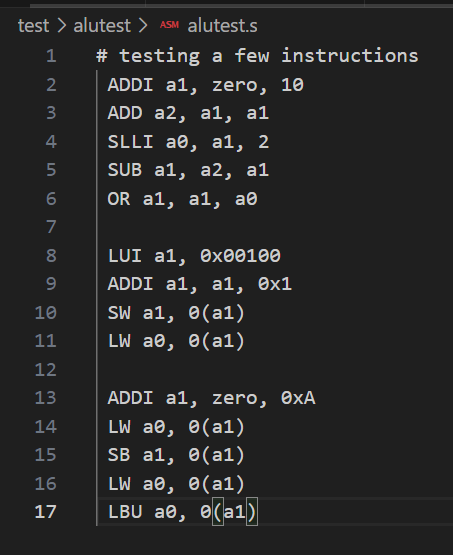 test > alutest > ASM alutest.s
1 # testing a few instructions
2 ADDI a1, zero, 10
3 ADD a2, a1, a1
4 SLLI a0, a1, 2
5 SUB a1, a2, a1
6 OR a1, a1, a0
7
8 LUI a1, 0x00100
9 ADDI a1, a1, 0x1
10 SW a1, 0(a1)
11 LW a0, 0(a1)
12
13 ADDI a1, zero, 0xA
14 LW a0, 0(a1)
15 SB a1, 0(a1)
16 LW a0, 0(a1)
17 LBU a0, 0(a1)